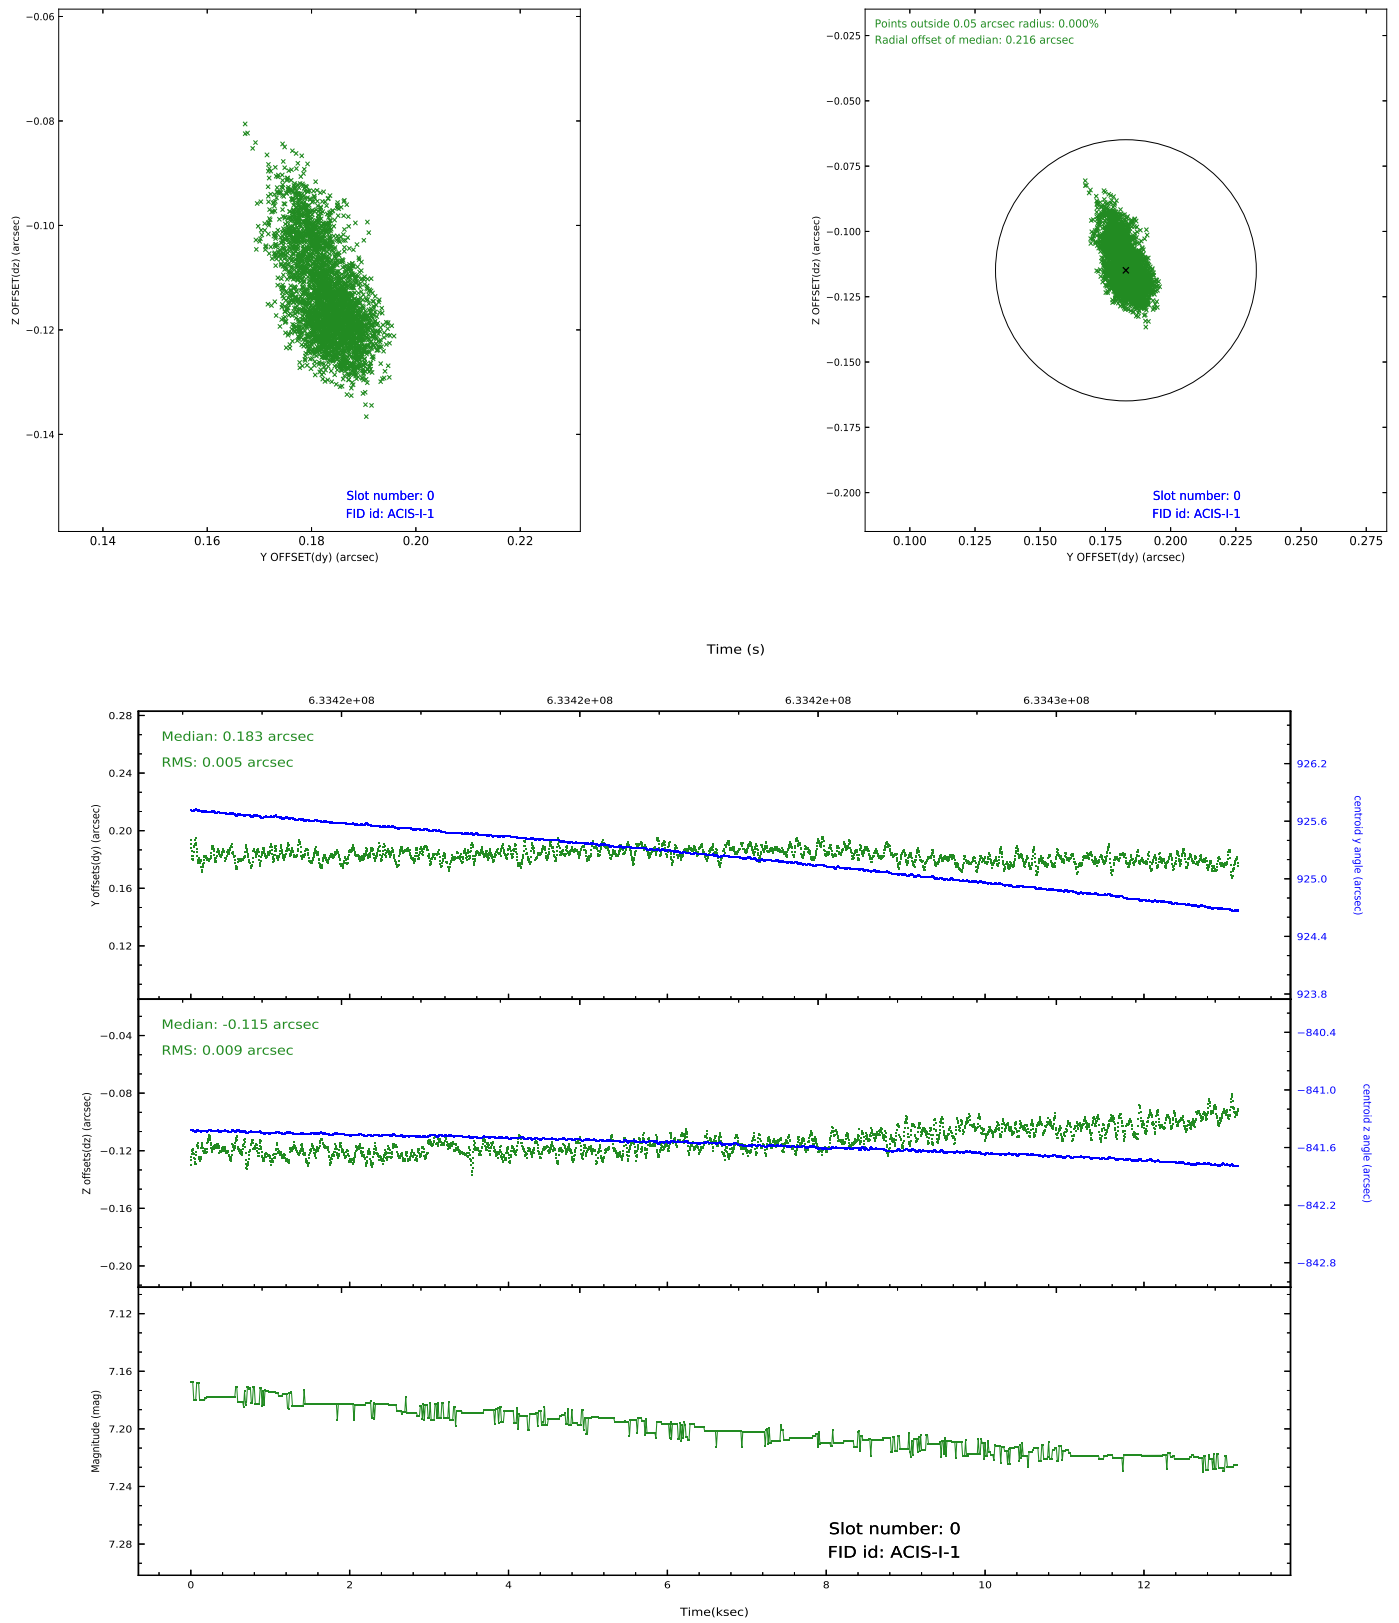 −0.06
−0.08
−0.10
−0.12
−0.14
Z OFFSET(dz) (arcsec)
Slot number: 0
FID id: ACIS-I-1
0.14 0.16 0.18 0.20 0.22
Y OFFSET(dy) (arcsec)
Points outside 0.05 arcsec radius: 0.000%
Radial offset of median: 0.216 arcsec
−0.025
−0.050
−0.075
−0.100
−0.125
−0.150
−0.175
−0.200
Z OFFSET(dz) (arcsec)
Slot number: 0
FID id: ACIS-I-1
0.100 0.125 0.150 0.175 0.200 0.225 0.250 0.275
Y OFFSET(dy) (arcsec)
Time (s)
6.3342e+08 6.3342e+08 6.3342e+08 6.3343e+08
Median: 0.183 arcsec
RMS: 0.005 arcsec
0.28
0.24
0.20
0.16
0.12
Y offsets(dy) (arcsec)
926.2
925.6
925.0
924.4
923.8
centroid y angle (arcsec)
Median: -0.115 arcsec
RMS: 0.009 arcsec
−0.04
−0.08
−0.12
−0.16
−0.20
Z offsets(dz) (arcsec)
−840.4
−841.0
−841.6
−842.2
−842.8
centroid z angle (arcsec)
7.12
7.16
7.20
7.24
7.28
Magnitude (mag)
Slot number: 0
FID id: ACIS-I-1
0 2 4 6 8 10 12
Time(ksec)